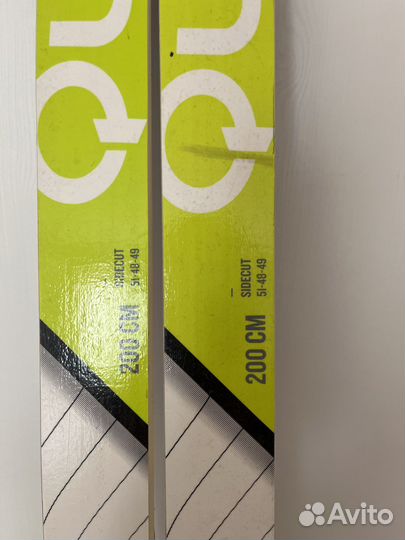 QU
QU
SIDECUT
51-48-49
200 CM
SIDECUT
51-48-49
200 CM
Avito